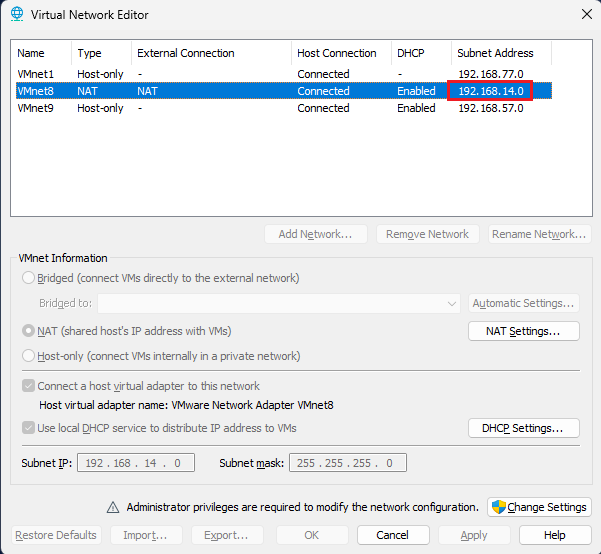 Virtual Network Editor
Name Type External Connection Host Connection DHCP Subnet Address
VMnet1 Host-only - Connected - 192.168.77.0
VMnet8 NAT NAT Connected Enabled 192.168.14.0
VMnet9 Host-only - Connected Enabled 192.168.57.0
Add Network... Remove Network Rename Network...
VMnet Information
Bridged (connect VMs directly to the external network)
Bridged to: Automatic Settings...
NAT (shared host's IP address with VMs) NAT Settings...
Host-only (connect VMs internally in a private network)
Connect a host virtual adapter to this network
Host virtual adapter name: VMware Network Adapter VMnet8
Use local DHCP service to distribute IP address to VMs DHCP Settings...
Subnet IP: 192 . 168 . 14 . 0 Subnet mask: 255 . 255 . 255 . 0
Administrator privileges are required to modify the network configuration. Change Settings
Restore Defaults Import... Export... OK Cancel Apply Help